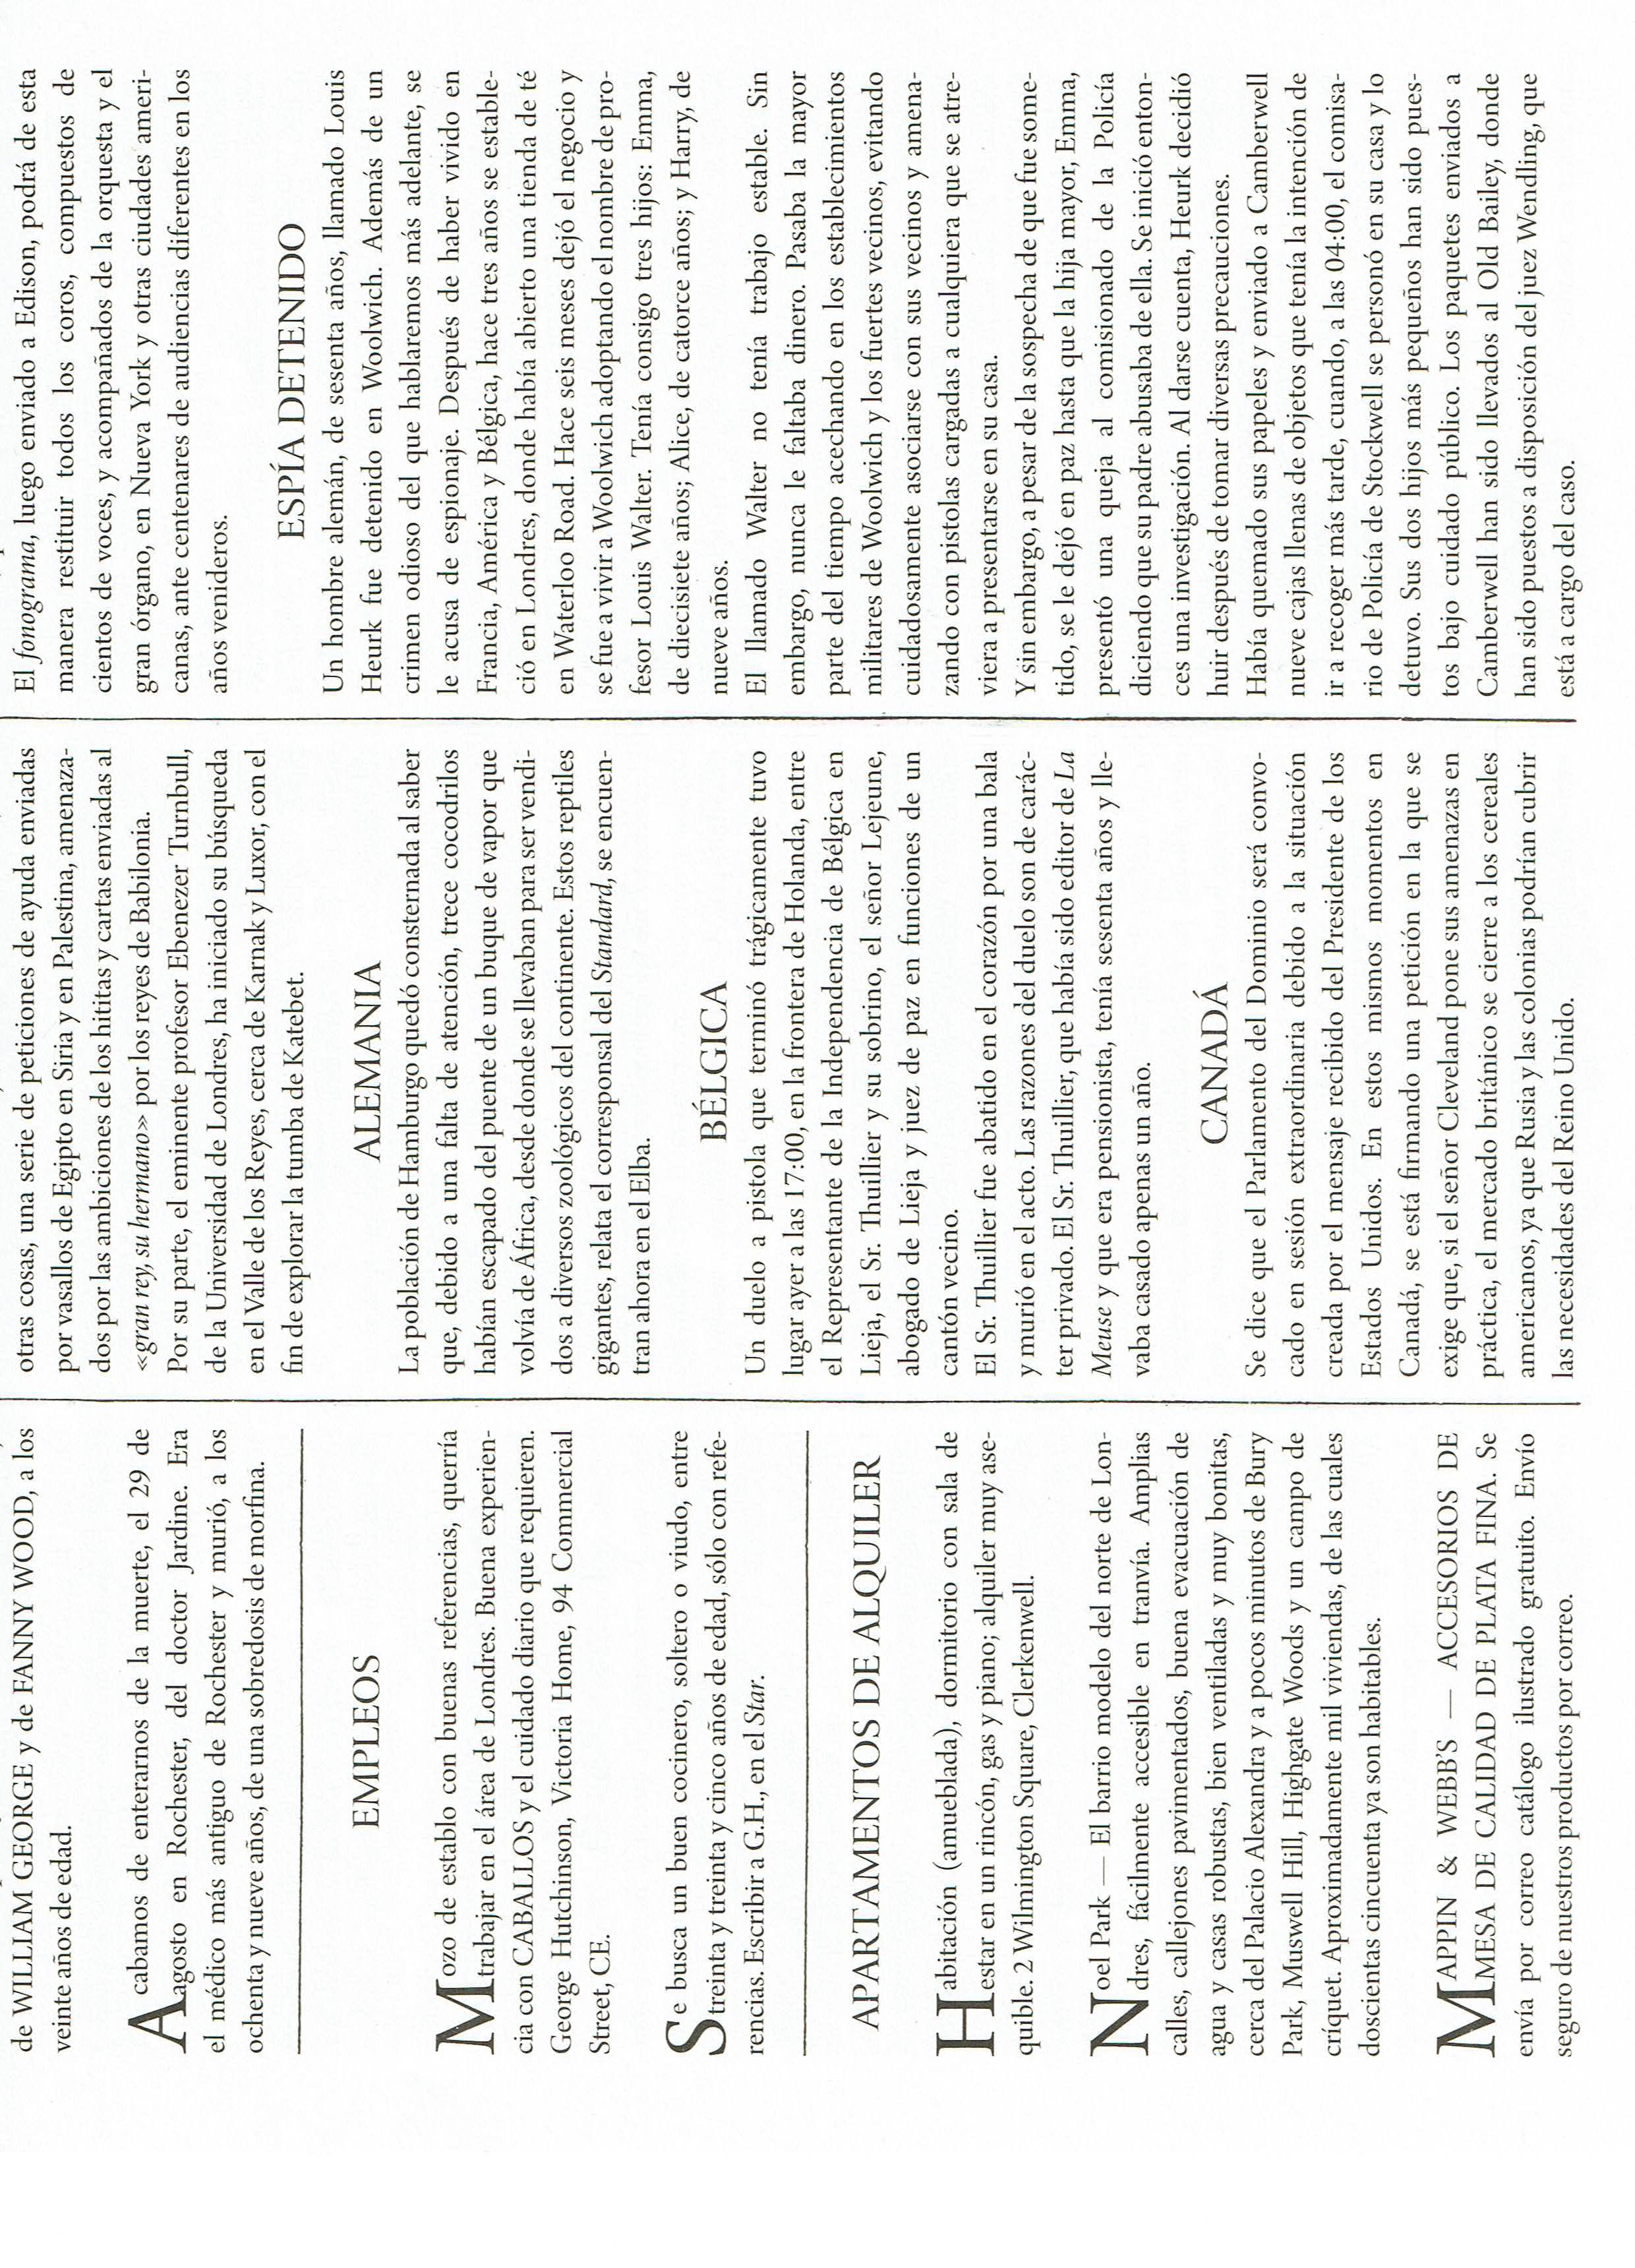 de WILLIAM GEORGE y de FANNY WOOD, a los
veinte años de edad.
Acabamos de enterarnos de la muerte, el 29 de
agosto en Rochester, del doctor Jardine. Era
el médico más antiguo de Rochester y murió, a los
ochenta y nueve años, de una sobredosis de morfina.
EMPLEOS
Mozo de establo con buenas referencias, querría
trabajar en el área de Londres. Buena experien-
cia con CABALLOS y el cuidado diario que requieren.
George Hutchinson, Victoria Home, 94 Commercial
Street, CE.
Se busca un buen cocinero, soltero o viudo, entre
treinta y treinta y cinco años de edad, sólo con refe-
rencias. Escribir a G.H., en el Star.
APARTAMENTOS DE ALQUILER
Habitación (amueblada), dormitorio con sala de
estar en un rincón, gas y piano; alquiler muy ase-
quible. 2 Wilmington Square, Clerkenwell.
Noel Park — El barrio modelo del norte de Lon-
dres, fácilmente accesible en tranvía. Amplias
calles, callejones pavimentados, buena evacuación de
agua y casas robustas, bien ventiladas y muy bonitas,
cerca del Palacio Alexandra y a pocos minutos de Bury
Park, Muswell Hill, Highgate Woods y un campo de
críquet. Aproximadamente mil viviendas, de las cuales
doscientas cincuenta ya son habitables.
MAPPIN & WEBB'S — ACCESORIOS DE
MESA DE CALIDAD DE PLATA FINA. Se
envía por correo catálogo ilustrado gratuito. Envío
seguro de nuestros productos por correo.
otras cosas, una serie de peticiones de ayuda enviadas
por vasallos de Egipto en Siria y en Palestina, amenaza-
dos por las ambiciones de los hititas y cartas enviadas al
«gran rey, su hermano» por los reyes de Babilonia.
Por su parte, el eminente profesor Ebenezer Turnbull,
de la Universidad de Londres, ha iniciado su búsqueda
en el Valle de los Reyes, cerca de Karnak y Luxor, con el
fin de explorar la tumba de Katebet.
ALEMANIA
La población de Hamburgo quedó consternada al saber
que, debido a una falta de atención, trece cocodrilos
habían escapado del puente de un buque de vapor que
volvía de África, desde donde se llevaban para ser vendi-
dos a diversos zoológicos del continente. Estos reptiles
gigantes, relata el corresponsal del Standard, se encuen-
tran ahora en el Elba.
BÉLGICA
Un duelo a pistola que terminó trágicamente tuvo
lugar ayer a las 17:00, en la frontera de Holanda, entre
el Representante de la Independencia de Bélgica en
Lieja, el Sr. Thuillier y su sobrino, el señor Lejeune,
abogado de Lieja y juez de paz en funciones de un
cantón vecino.
El Sr. Thuillier fue abatido en el corazón por una bala
y murió en el acto. Las razones del duelo son de carác-
ter privado. El Sr. Thuillier, que había sido editor de La
Meuse y que era pensionista, tenía sesenta años y lle-
vaba casado apenas un año.
CANADÁ
Se dice que el Parlamento del Dominio será convo-
cado en sesión extraordinaria debido a la situación
creada por el mensaje recibido del Presidente de los
Estados Unidos. En estos mismos momentos en
Canadá, se está firmando una petición en la que se
exige que, si el señor Cleveland pone sus amenazas en
práctica, el mercado británico se cierre a los cereales
americanos, ya que Rusia y las colonias podrían cubrir
las necesidades del Reino Unido.
El fonograma, luego enviado a Edison, podrá de esta
manera restituir todos los coros, compuestos de
cientos de voces, y acompañados de la orquesta y el
gran órgano, en Nueva York y otras ciudades ameri-
canas, ante centenares de audiencias diferentes en los
años venideros.
ESPÍA DETENIDO
Un hombre alemán, de sesenta años, llamado Louis
Heurk fue detenido en Woolwich. Además de un
crimen odioso del que hablaremos más adelante, se
le acusa de espionaje. Después de haber vivido en
Francia, América y Bélgica, hace tres años se estable-
ció en Londres, donde había abierto una tienda de té
en Waterloo Road. Hace seis meses dejó el negocio y
se fue a vivir a Woolwich adoptando el nombre de pro-
fesor Louis Walter. Tenía consigo tres hijos: Emma,
de diecisiete años; Alice, de catorce años; y Harry, de
nueve años.
El llamado Walter no tenía trabajo estable. Sin
embargo, nunca le faltaba dinero. Pasaba la mayor
parte del tiempo acechando en los establecimientos
militares de Woolwich y los fuertes vecinos, evitando
cuidadosamente asociarse con sus vecinos y amena-
zando con pistolas cargadas a cualquiera que se atre-
viera a presentarse en su casa.
Y sin embargo, a pesar de la sospecha de que fue some-
tido, se le dejó en paz hasta que la hija mayor, Emma,
presentó una queja al comisionado de la Policía
diciendo que su padre abusaba de ella. Se inició enton-
ces una investigación. Al darse cuenta, Heurk decidió
huir después de tomar diversas precauciones.
Había quemado sus papeles y enviado a Camberwell
nueve cajas llenas de objetos que tenía la intención de
ir a recoger más tarde, cuando, a las 04:00, el comisa-
rio de Policía de Stockwell se personó en su casa y lo
detuvo. Sus dos hijos más pequeños han sido pues-
tos bajo cuidado público. Los paquetes enviados a
Camberwell han sido llevados al Old Bailey, donde
han sido puestos a disposición del juez Wendling, que
está a cargo del caso.